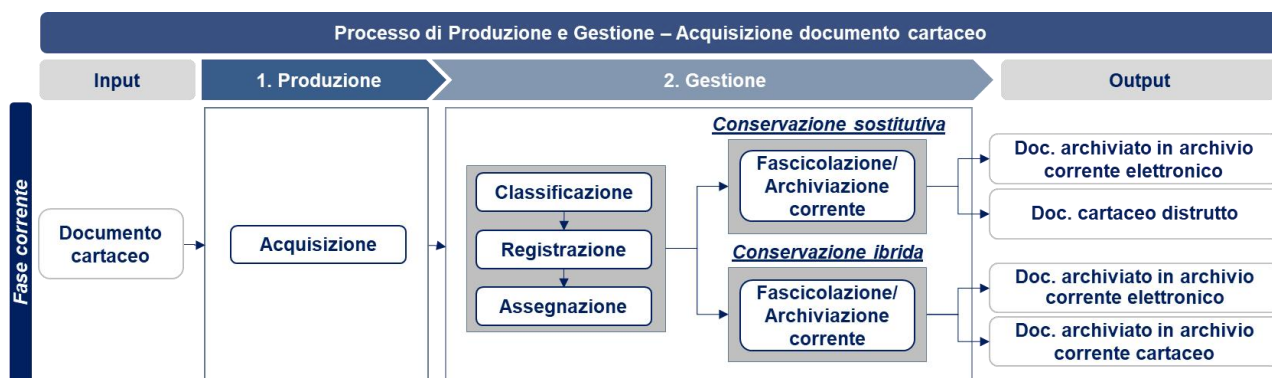 Processo di Produzione e Gestione – Acquisizione documento cartaceo
Input
1. Produzione
2. Gestione
Output
Fase corrente
Documento
cartaceo
Acquisizione
Classificazione
Registrazione
Assegnazione
Conservazione sostitutiva
Fascicolazione/
Archiviazione
corrente
Conservazione ibrida
Fascicolazione/
Archiviazione
corrente
Doc. archiviato in archivio
corrente elettronico
Doc. cartaceo distrutto
Doc. archiviato in archivio
corrente elettronico
Doc. archiviato in archivio
corrente cartaceo